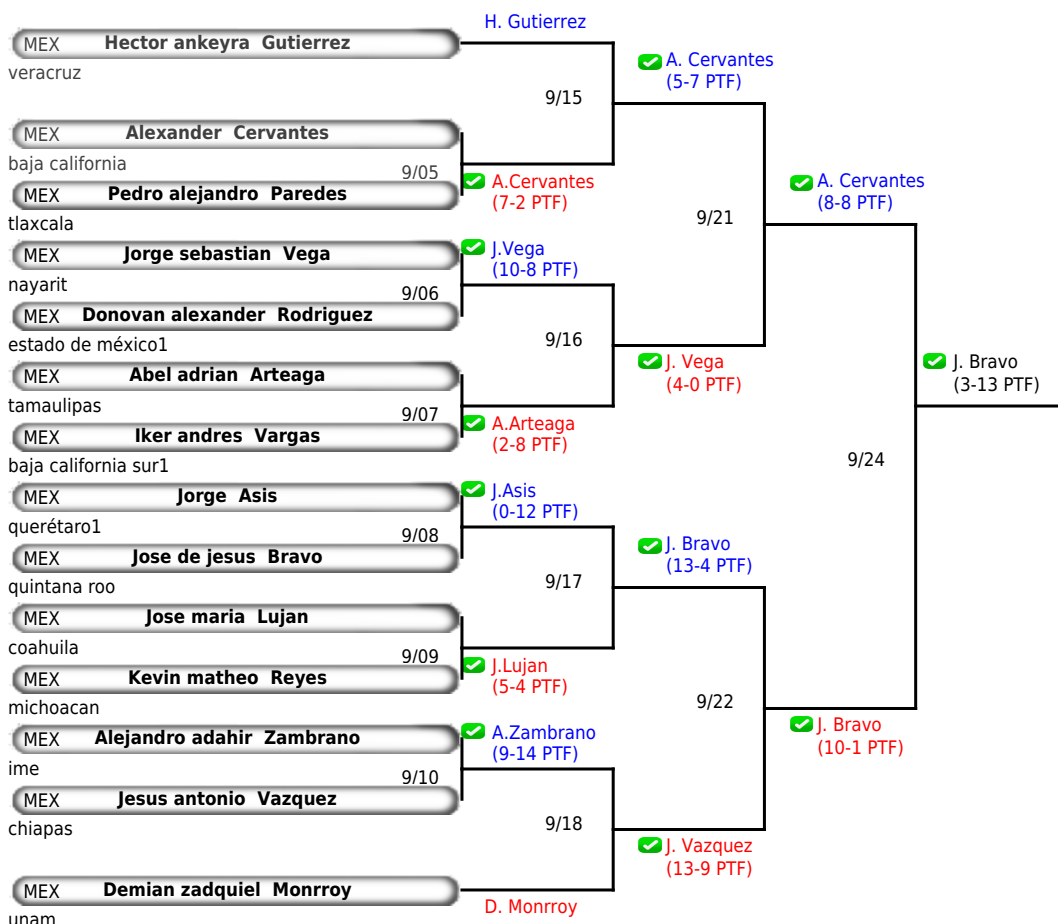 H. Gutierrez
MEX Hector ankeyra Gutierrez
veracruz
A. Cervantes
(5-7 PTF)
9/15
MEX Alexander Cervantes
baja california
9/05
A.Cervantes
(7-2 PTF)
A. Cervantes
(8-8 PTF)
MEX Pedro alejandro Paredes
tlaxcala
9/21
MEX Jorge sebastian Vega
nayarit
J.Vega
(10-8 PTF)
9/06
MEX Donovan alexander Rodriguez
estado de méxico1
9/16
J. Vega
(4-0 PTF)
J. Bravo
(3-13 PTF)
MEX Abel adrian Arteaga
tamaulipas
9/07
A.Arteaga
(2-8 PTF)
MEX Iker andres Vargas
baja california sur1
9/24
MEX Jorge Asis
querétaro1
J.Asis
(0-12 PTF)
9/08
J. Bravo
(13-4 PTF)
MEX Jose de jesus Bravo
quintana roo
9/17
MEX Jose maria Lujan
coahuila
9/09
J.Lujan
(5-4 PTF)
MEX Kevin matheo Reyes
michoacan
9/22
J. Bravo
(10-1 PTF)
MEX Alejandro adahir Zambrano
ime
A.Zambrano
(9-14 PTF)
9/10
MEX Jesus antonio Vazquez
chiapas
9/18
J. Vazquez
(13-9 PTF)
MEX Demian zadquiel Monrroy
unam
D. Monrroy